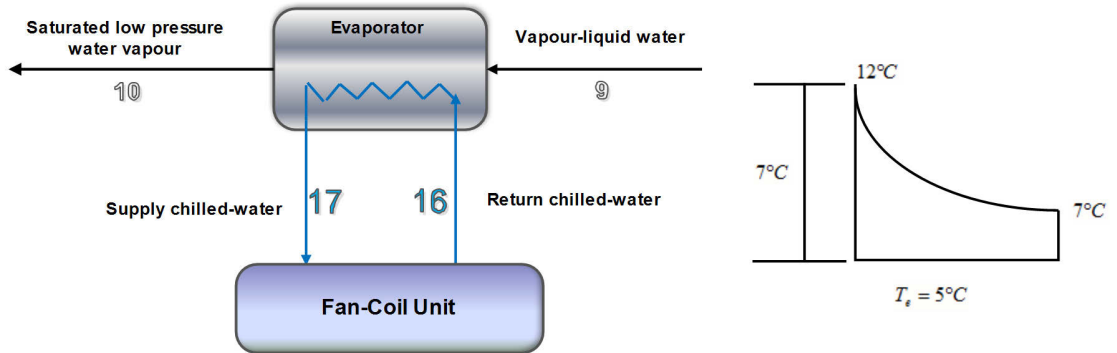 Saturated low pressure
water vapour
10
Evaporator
Vapour-liquid water
9
Supply chilled-water
17
16
Return chilled-water
Fan-Coil Unit
12°C
7°C
7°C
Te = 5°C